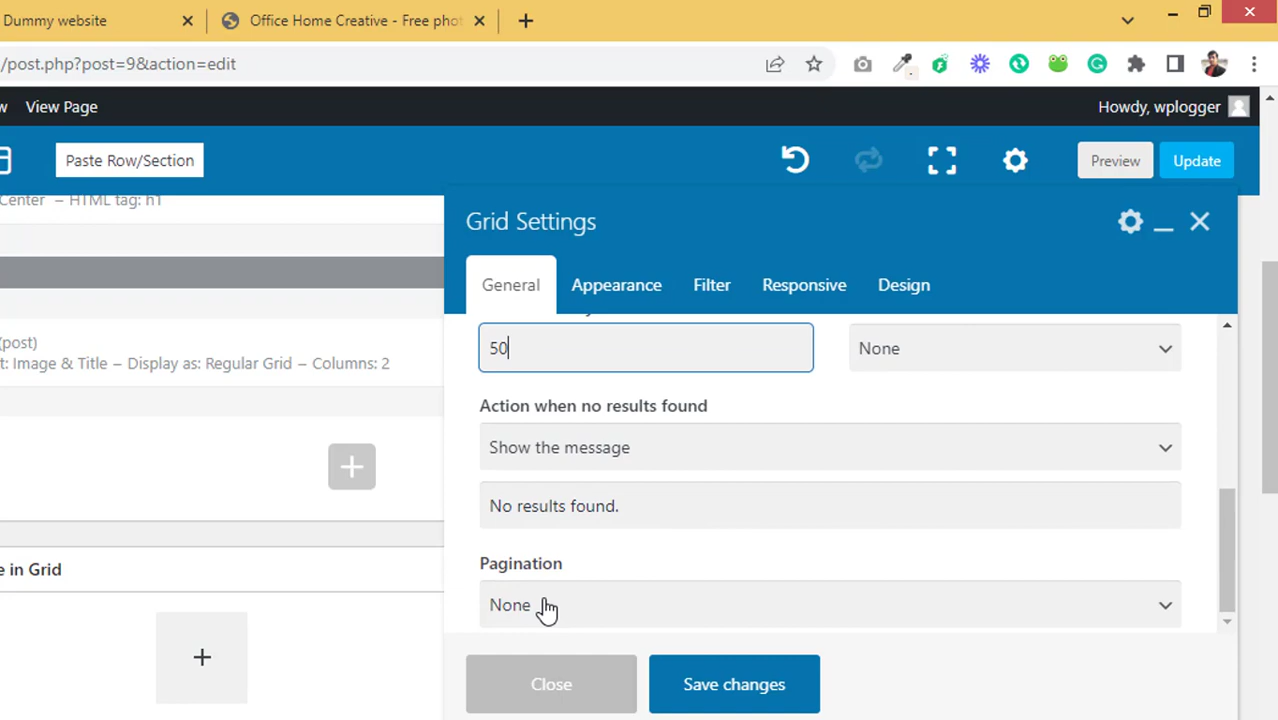 Dummy website
Office Home Creative - Free phot
/post.php?post=9&action=edit
View Page
Howdy, wplogger
Paste Row/Section
Preview
Update
Center – HTML tag: h1
Grid Settings
General
Appearance
Filter
Responsive
Design
(post)
t: Image & Title – Display as: Regular Grid – Columns: 2
50
None
Action when no results found
Show the message
No results found.
Pagination
None
e in Grid
Close
Save changes